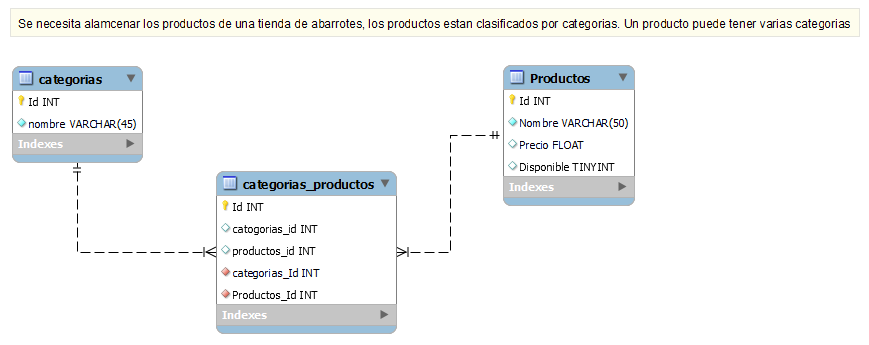 Se necesita alamcenar los productos de una tienda de abarrotes, los productos estan clasificados por categorias. Un producto puede tener varias categorias
categorias
Id INT
nombre VARCHAR(45)
Indexes
Productos
Id INT
Nombre VARCHAR(50)
Precio FLOAT
Disponible TINYINT
Indexes
categorias_productos
Id INT
catogorias_id INT
productos_id INT
categorias_Id INT
Productos_Id INT
Indexes